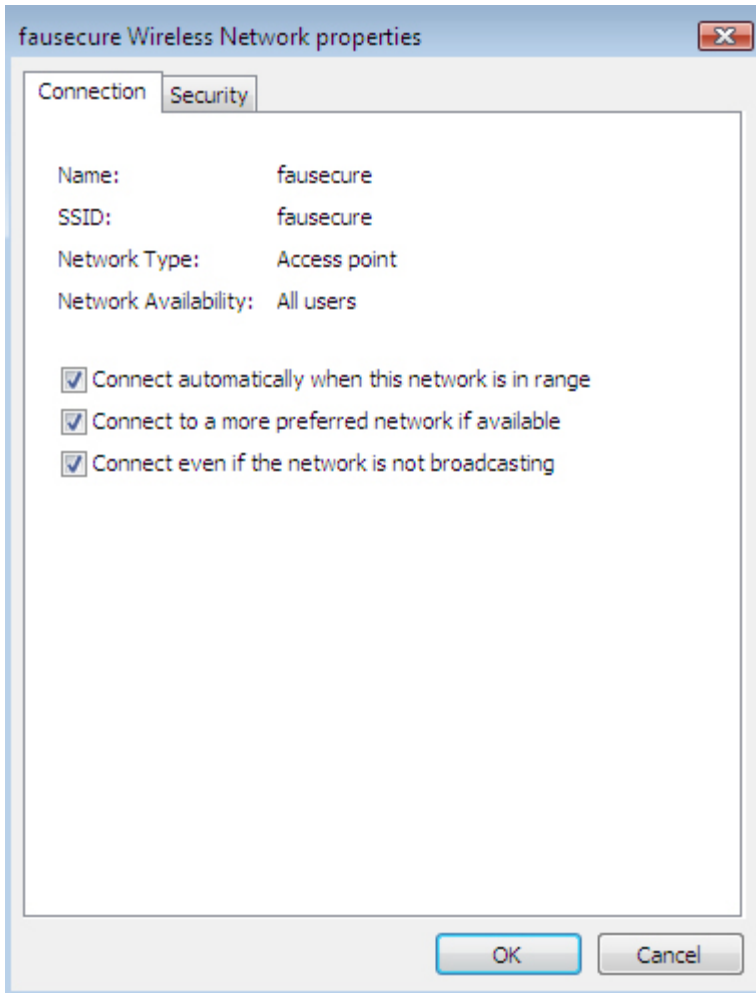 fausecure Wireless Network properties
Connection
Security
Name: fausecure
SSID: fausecure
Network Type: Access point
Network Availability: All users
Connect automatically when this network is in range
Connect to a more preferred network if available
Connect even if the network is not broadcasting
OK
Cancel